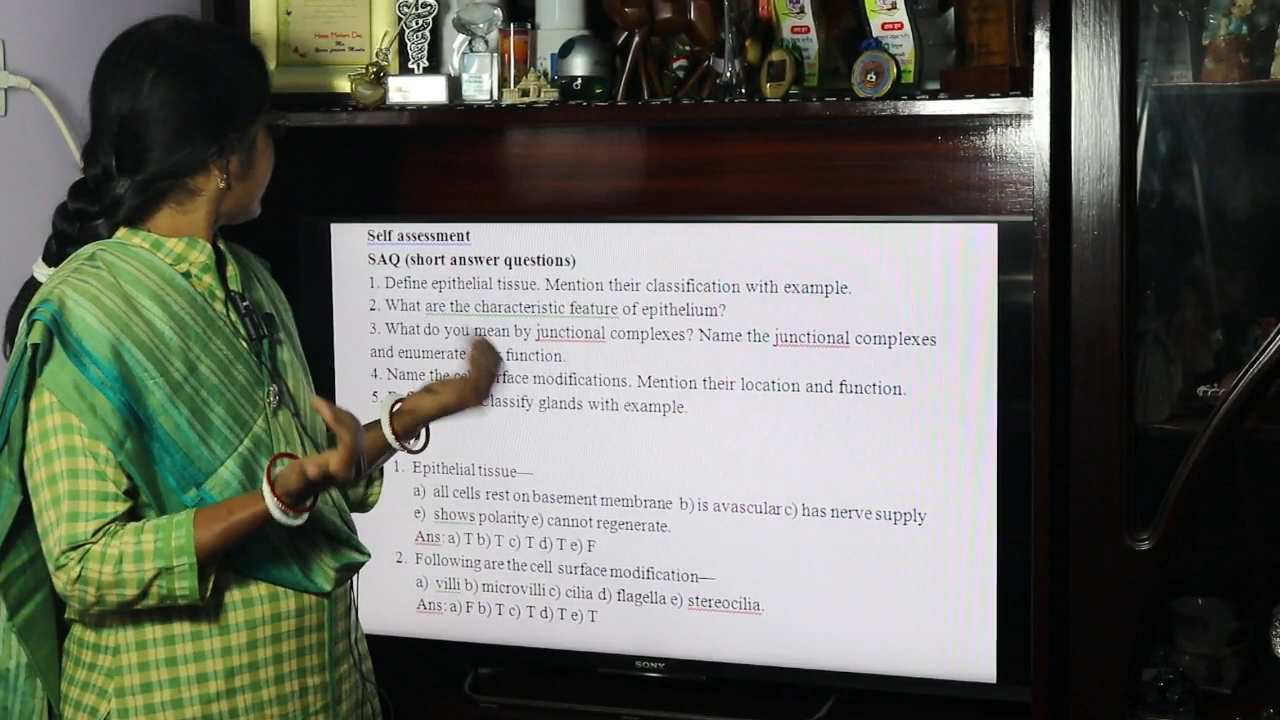 Happy Mothers Day
Self assessment
SAQ (short answer questions)
1. Define epithelial tissue. Mention their classification with example.
2. What are the characteristic feature of epithelium?
3. What do you mean by junctional complexes? Name the junctional complexes
and enumerate function.
4. Name the surface modifications. Mention their location and function.
5. classify glands with example.
1. Epithelial tissue—
a) all cells rest on basement membrane b) is avascular c) has nerve supply
e) shows polarity e) cannot regenerate.
Ans: a) T b) T c) T d) T e) F
2. Following are the cell surface modification—
a) villi b) microvilli c) cilia d) flagella e) stereocilia.
Ans: a) F b) T c) T d) T e) T
SONY